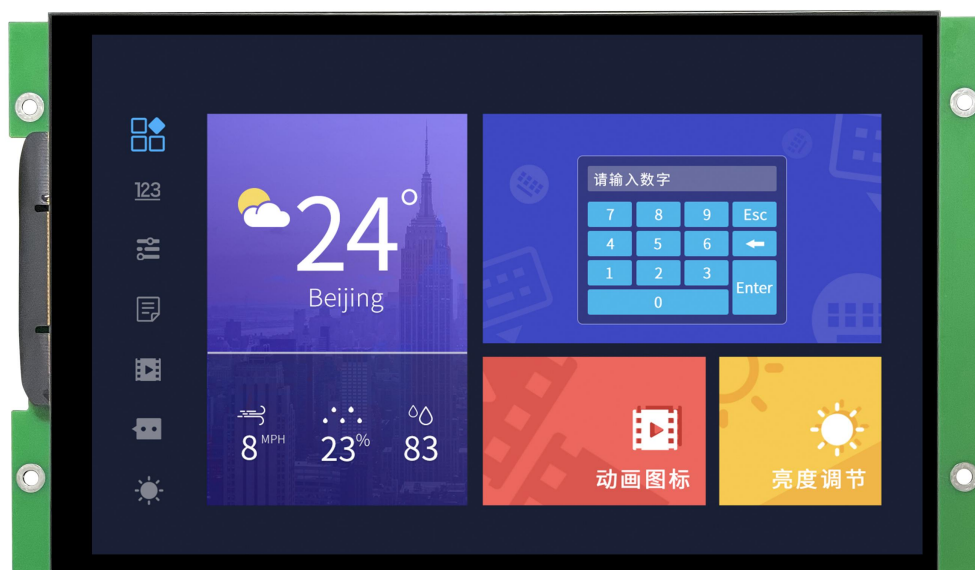 123
24°
Beijing
8 MPH
23%
83
请输入数字
7 8 9 Esc
4 5 6
1 2 3 Enter
0
动画图标
亮度调节